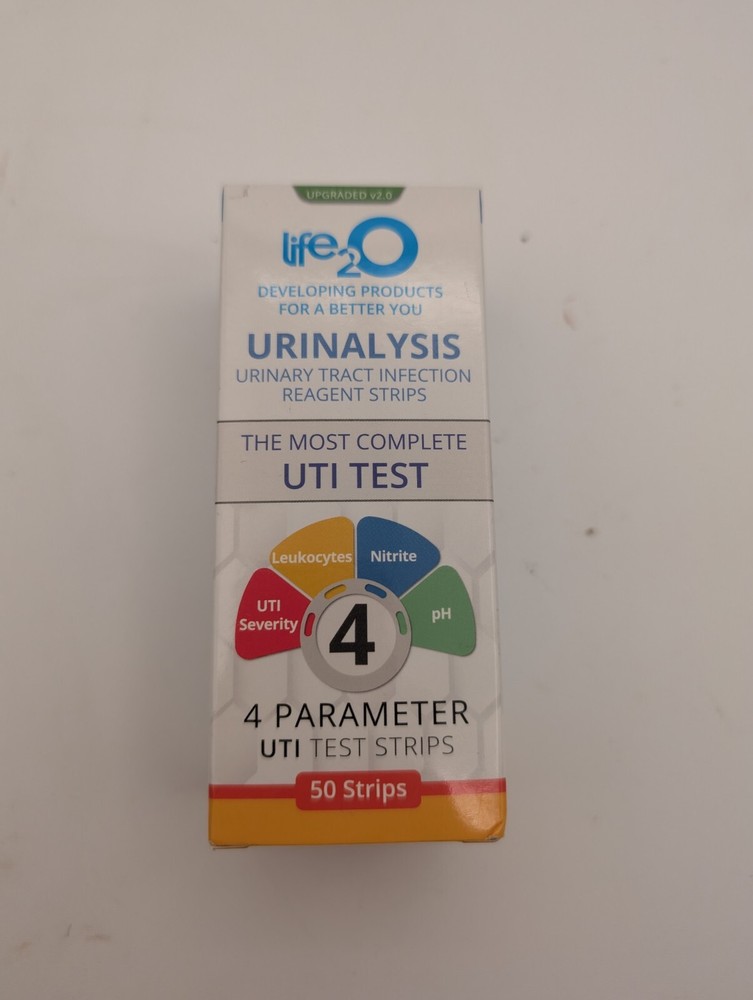 UPGRADED v2.0
life2O
DEVELOPING PRODUCTS
FOR A BETTER YOU
URINALYSIS
URINARY TRACT INFECTION
REAGENT STRIPS
THE MOST COMPLETE
UTI TEST
Leukocytes Nitrite
UTI
Severity
pH
4
4 PARAMETER
UTI TEST STRIPS
50 Strips